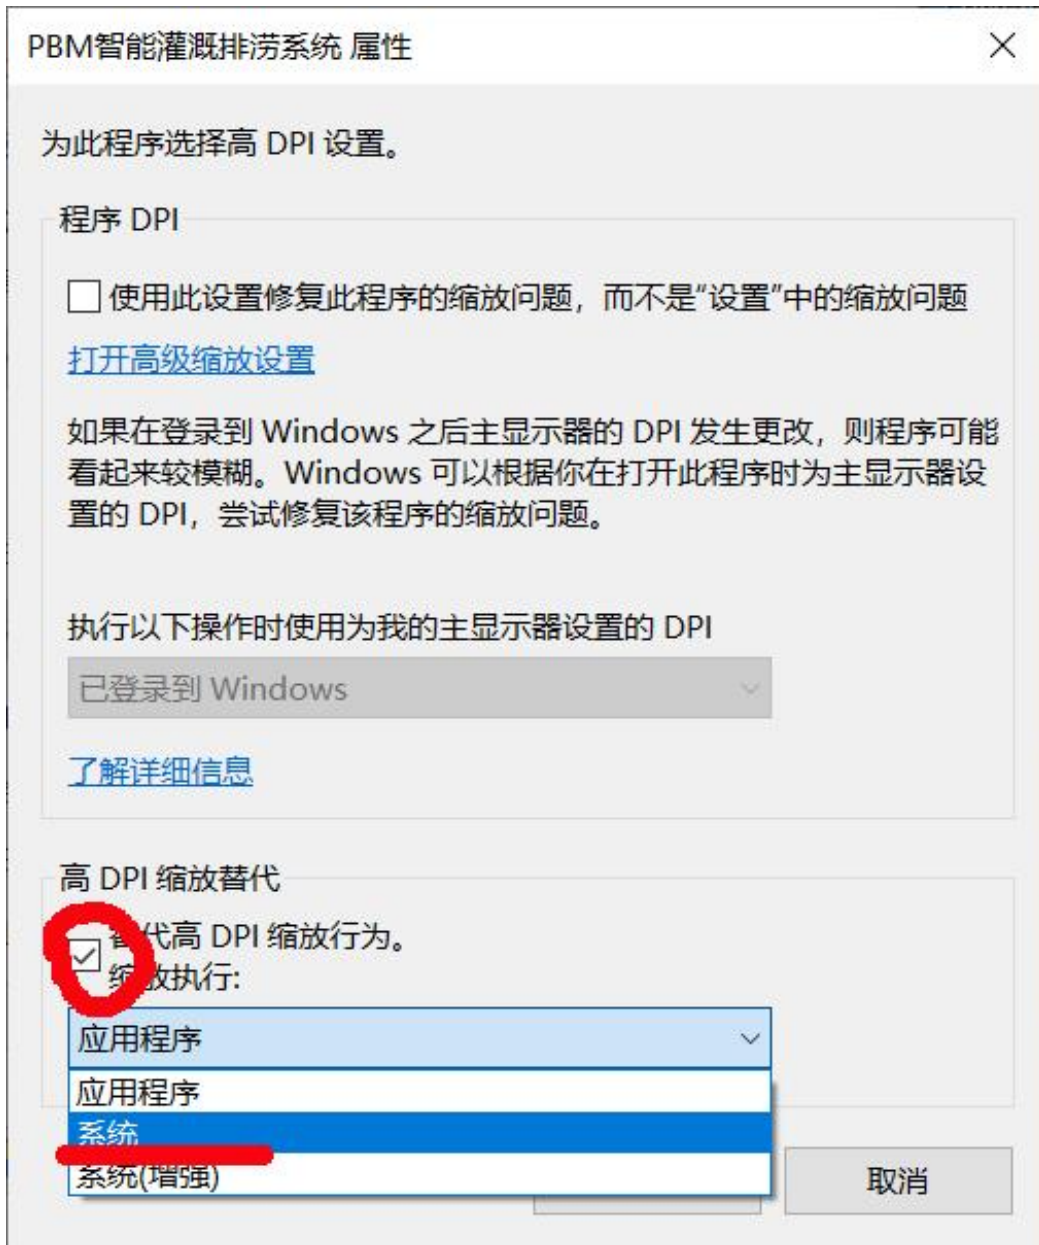 PBM智能灌溉排涝系统 属性
为此程序选择高 DPI 设置。
程序 DPI
使用此设置修复此程序的缩放问题，而不是“设置”中的缩放问题
打开高级缩放设置
如果在登录到 Windows 之后主显示器的 DPI 发生更改，则程序可能
看起来较模糊。Windows 可以根据你在打开此程序时为主显示器设
置的 DPI，尝试修复该程序的缩放问题。
执行以下操作时使用为我的主显示器设置的 DPI
已登录到 Windows
了解详细信息
高 DPI 缩放替代
替代高 DPI 缩放行为。
缩放执行:
应用程序
应用程序
系统
系统(增强)
取消